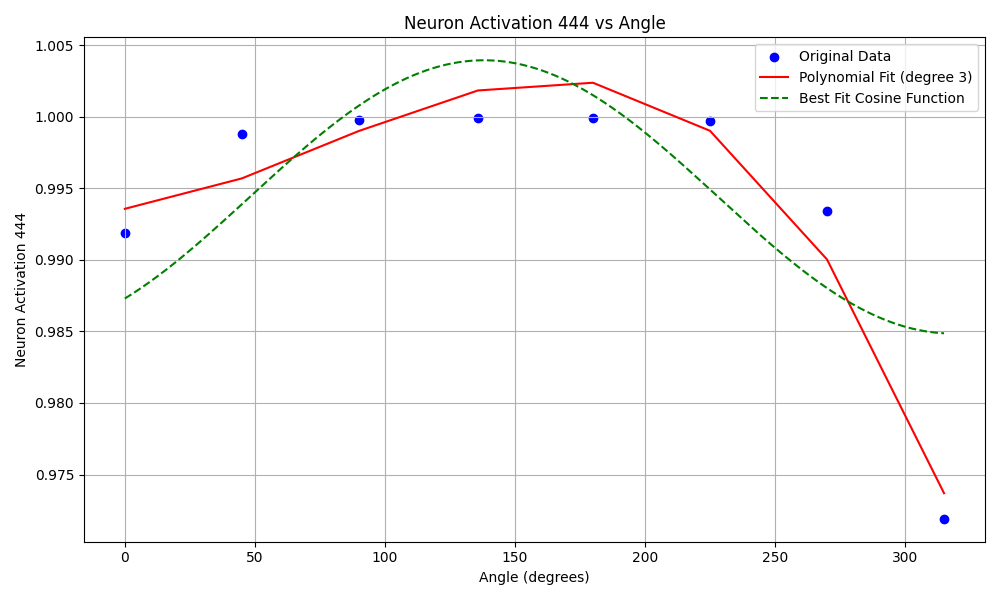 Neuron Activation 444 vs Angle
Original Data
Polynomial Fit (degree 3)
Best Fit Cosine Function
Neuron Activation 444
1.005
1.000
0.995
0.990
0.985
0.980
0.975
0
50
100
150
200
250
300
Angle (degrees)